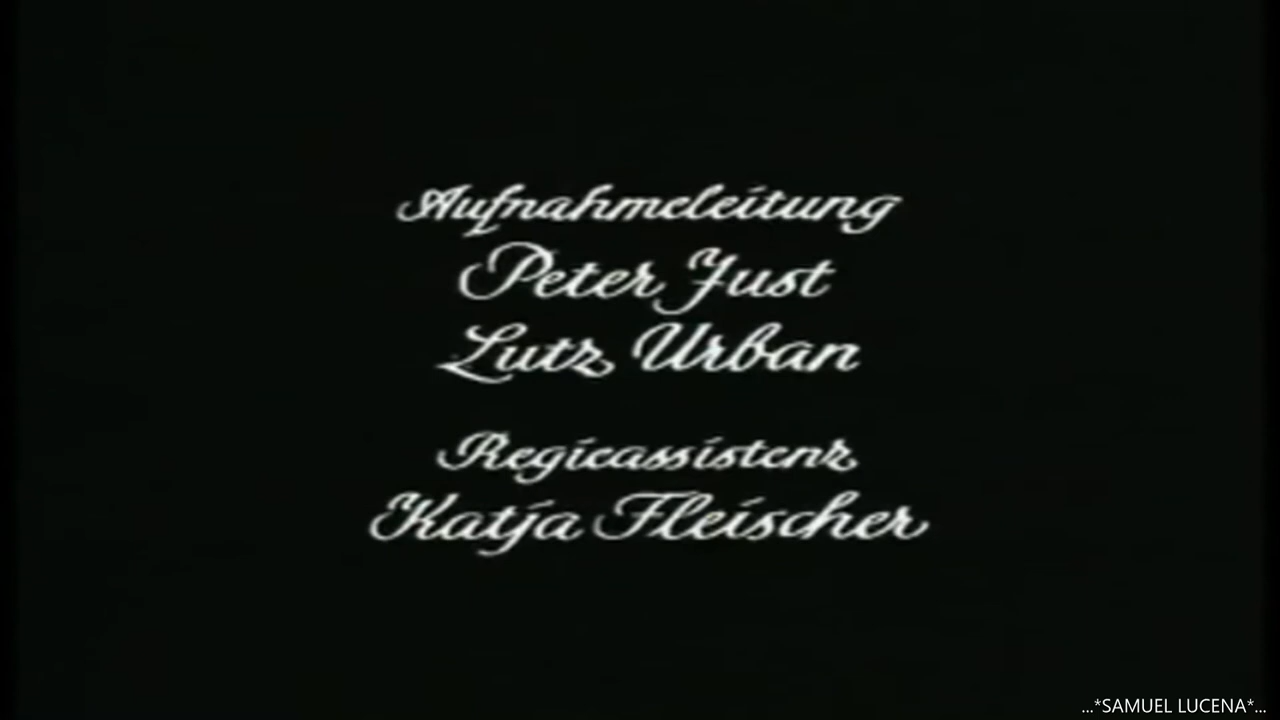 Aufnahmeleitung
Peter Just
Lutz Urban
Regieassistenz
Katja Fleischer
...*SAMUEL LUCENA*...